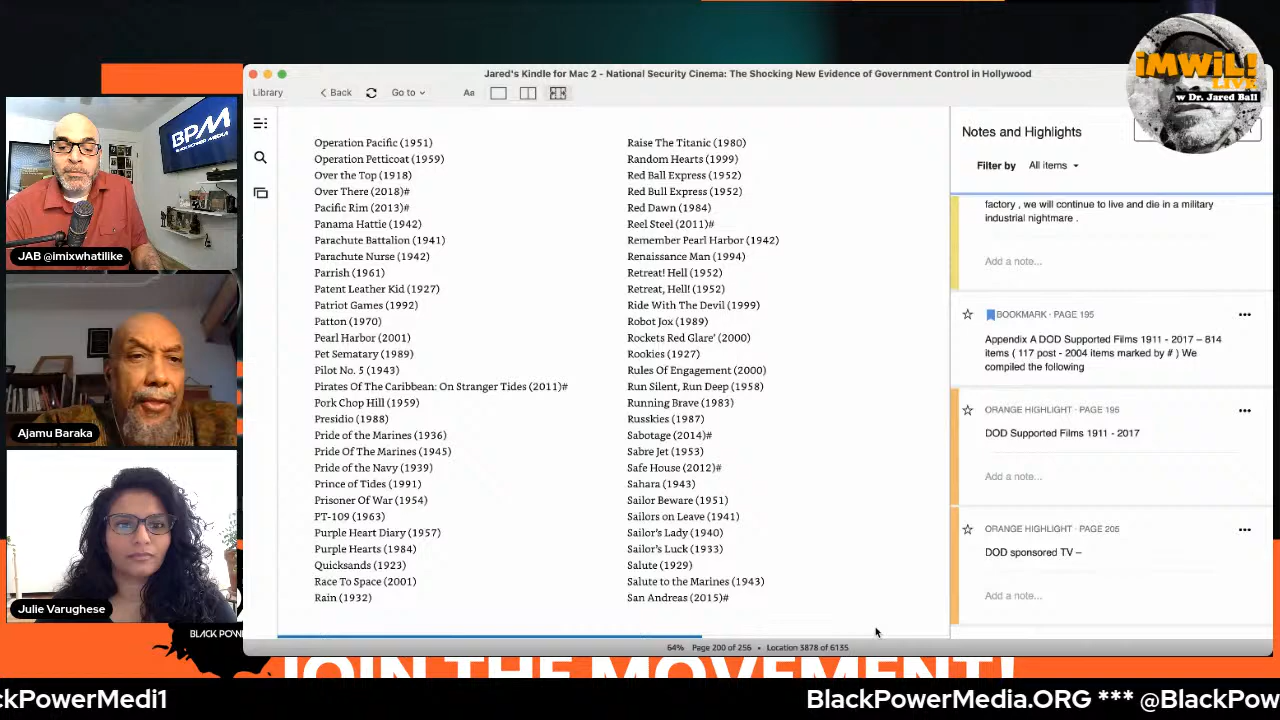 iMWiL!
LIVE
w Dr. Jared Ball
BPM
BLACK POWER MEDIA
JAB @imixwhatilike
Ajamu Baraka
Julie Varughese
Jared's Kindle for Mac 2 - National Security Cinema: The Shocking New Evidence of Government Control in Hollywood
Library
Back
Go to
Aa
Operation Pacific (1951)
Operation Petticoat (1959)
Over the Top (1918)
Over There (2018)#
Pacific Rim (2013)#
Panama Hattie (1942)
Parachute Battalion (1941)
Parachute Nurse (1942)
Parrish (1961)
Patent Leather Kid (1927)
Patriot Games (1992)
Patton (1970)
Pearl Harbor (2001)
Pet Sematary (1989)
Pilot No. 5 (1943)
Pirates Of The Caribbean: On Stranger Tides (2011)#
Pork Chop Hill (1959)
Presidio (1988)
Pride of the Marines (1936)
Pride Of The Marines (1945)
Pride of the Navy (1939)
Prince of Tides (1991)
Prisoner Of War (1954)
PT-109 (1963)
Purple Heart Diary (1957)
Purple Hearts (1984)
Quicksands (1923)
Race To Space (2001)
Rain (1932)
Raise The Titanic (1980)
Random Hearts (1999)
Red Ball Express (1952)
Red Bull Express (1952)
Red Dawn (1984)
Reel Steel (2011)#
Remember Pearl Harbor (1942)
Renaissance Man (1994)
Retreat! Hell (1952)
Retreat, Hell! (1952)
Ride With The Devil (1999)
Robot Jox (1989)
Rockets Red Glare' (2000)
Rookies (1927)
Rules Of Engagement (2000)
Run Silent, Run Deep (1958)
Running Brave (1983)
Russkies (1987)
Sabotage (2014)#
Sabre Jet (1953)
Safe House (2012)#
Sahara (1943)
Sailor Beware (1951)
Sailors on Leave (1941)
Sailor's Lady (1940)
Sailor's Luck (1933)
Salute (1929)
Salute to the Marines (1943)
San Andreas (2015)#
64% Page 200 of 256 • Location 3878 of 6135
Notes and Highlights
Filter by All items
factory , we will continue to live and die in a military
industrial nightmare .
Add a note...
BOOKMARK · PAGE 195
Appendix A DOD Supported Films 1911 - 2017 – 814
items ( 117 post - 2004 items marked by # ) We
compiled the following
ORANGE HIGHLIGHT · PAGE 195
DOD Supported Films 1911 - 2017
Add a note...
ORANGE HIGHLIGHT · PAGE 205
DOD sponsored TV –
Add a note...
BLACK POW
JOIN THE MOVEMENT!
ckPowerMedi1
BlackPowerMedia.ORG *** @BlackPow